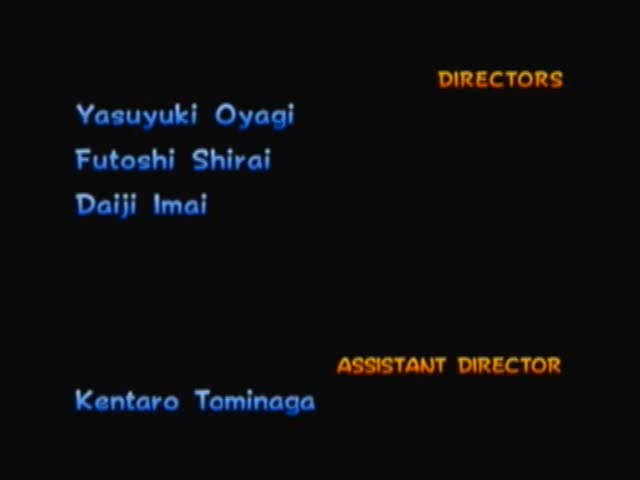 DIRECTORS
Yasuyuki Oyagi
Futoshi Shirai
Daiji Imai
ASSISTANT DIRECTOR
Kentaro Tominaga